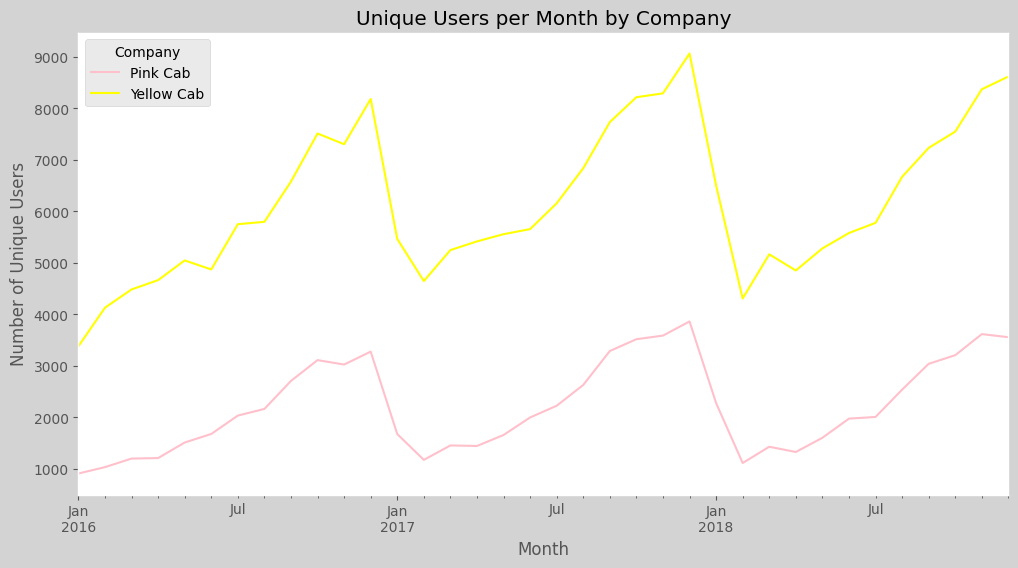 Unique Users per Month by Company
Company
Pink Cab
Yellow Cab
Number of Unique Users
9000
8000
7000
6000
5000
4000
3000
2000
1000
Jan
2016
Jul
Jan
2017
Jul
Jan
2018
Jul
Month